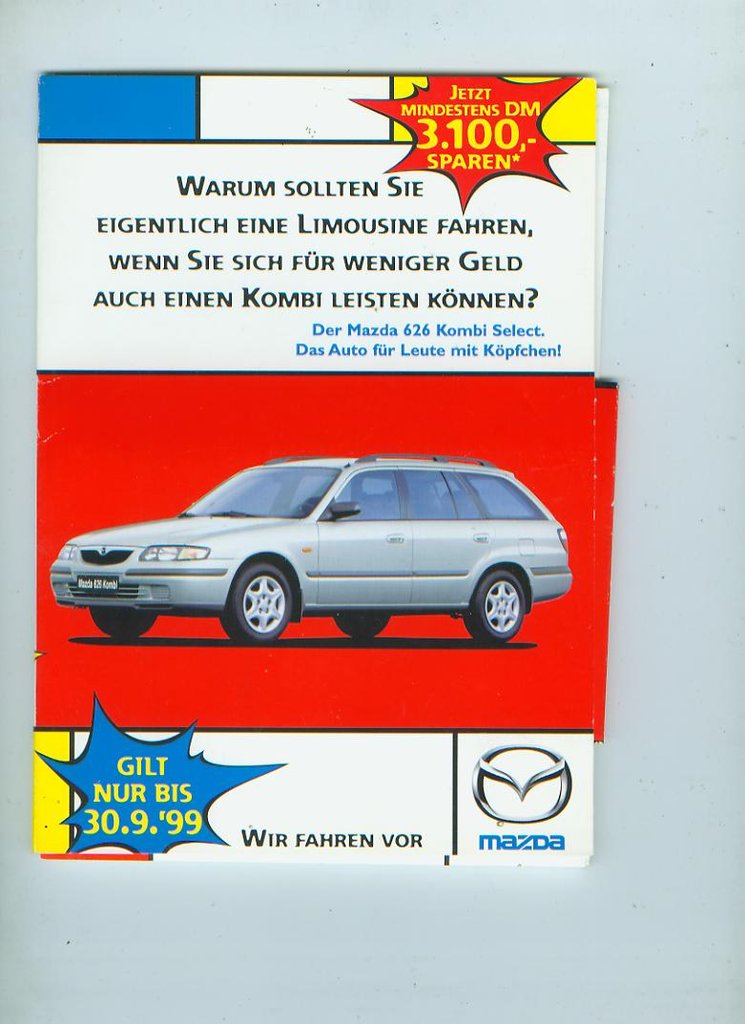 JETZT
MINDESTENS DM
3.100,-
SPAREN*
WARUM SOLLTEN SIE
EIGENTLICH EINE LIMOUSINE FAHREN,
WENN SIE SICH FÜR WENIGER GELD
AUCH EINEN KOMBI LEISTEN KÖNNEN?
Der Mazda 626 Kombi Select.
Das Auto für Leute mit Köpfchen!
Mazda 626 Kombi
GILT
NUR BIS
30.9.'99
WIR FAHREN VOR
mazda